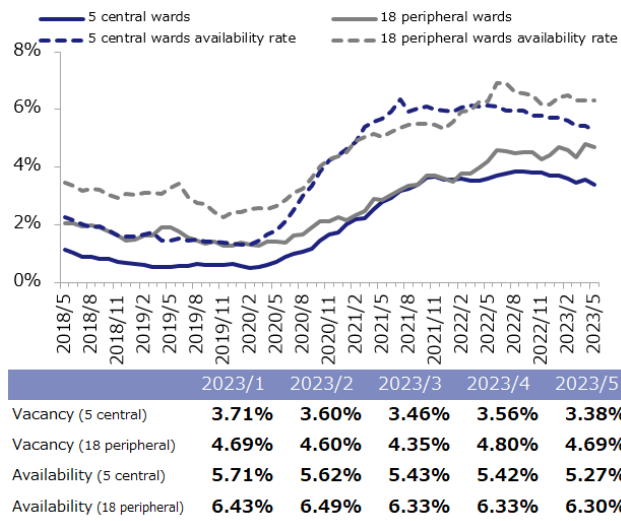 5 central wards
18 peripheral wards
5 central wards availability rate
18 peripheral wards availability rate
8%
6%
4%
2%
0%
2018/5
2018/8
2018/11
2019/2
2019/5
2019/8
2019/11
2020/2
2020/5
2020/8
2020/11
2021/2
2021/5
2021/8
2021/11
2022/2
2022/5
2022/8
2022/11
2023/2
2023/5
2023/1 2023/2 2023/3 2023/4 2023/5
Vacancy (5 central) 3.71% 3.60% 3.46% 3.56% 3.38%
Vacancy (18 peripheral) 4.69% 4.60% 4.35% 4.80% 4.69%
Availability (5 central) 5.71% 5.62% 5.43% 5.42% 5.27%
Availability (18 peripheral) 6.43% 6.49% 6.33% 6.33% 6.30%